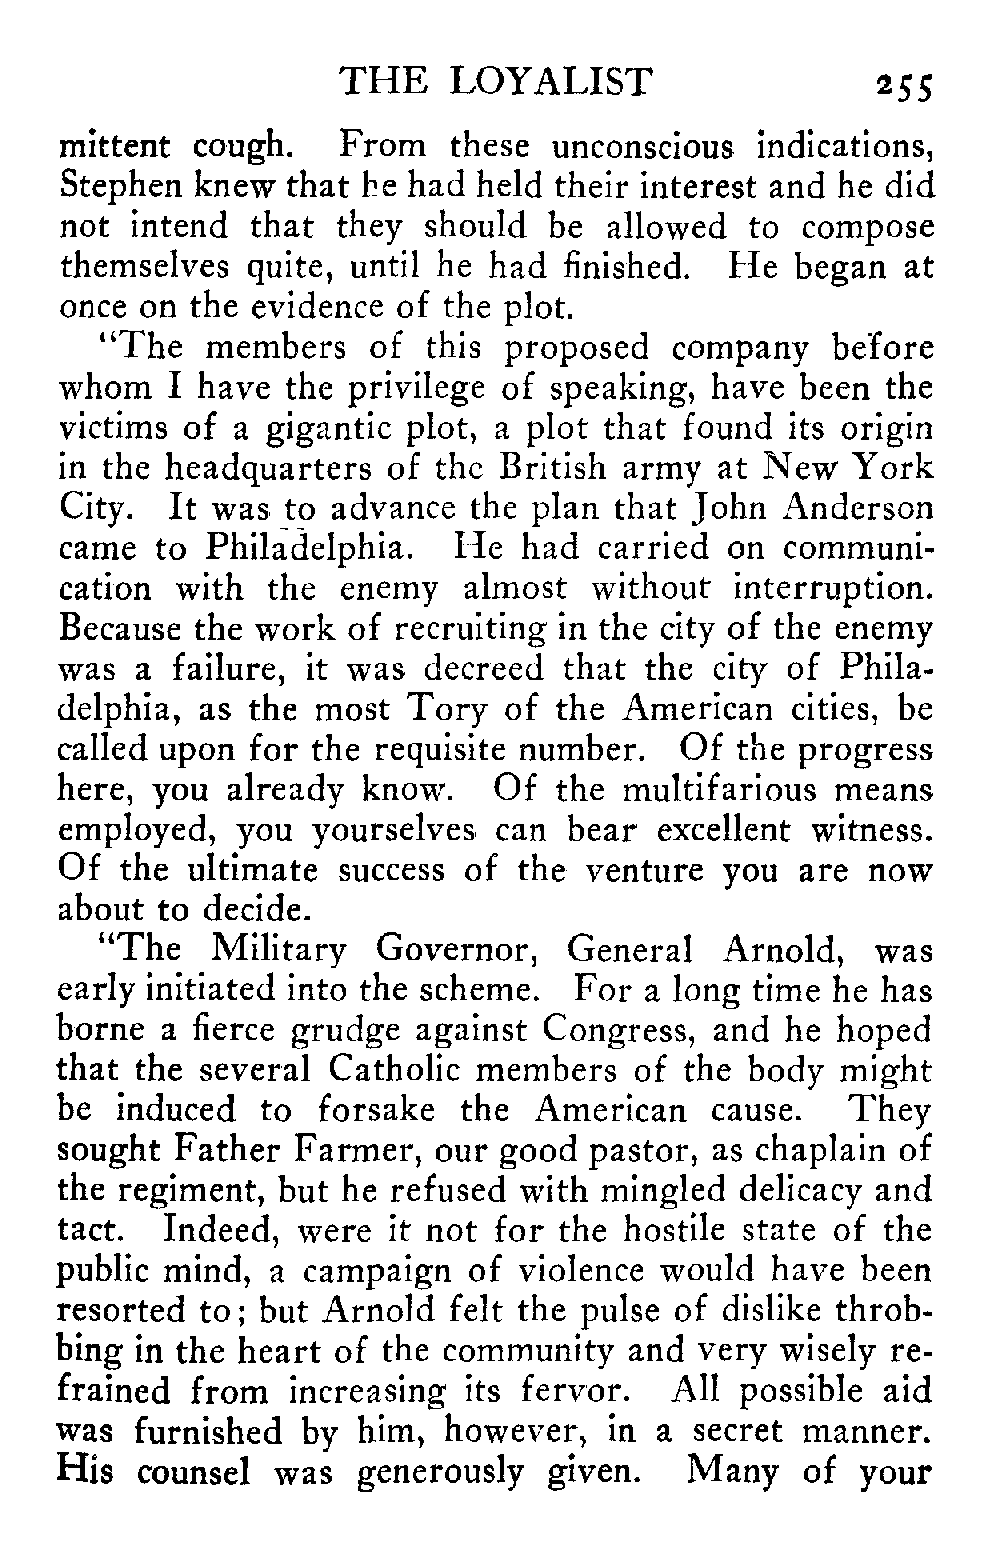 THE LOYALIST 255
mittent cough. From these unconscious indications,
Stephen knew that he had held their interest and he did
not intend that they should be allowed to compose
themselves quite, until he had finished. He began at
once on the evidence of the plot.
"The members of this proposed company before
whom I have the privilege of speaking, have been the
victims of a gigantic plot, a plot that found its origin
in the headquarters of the British army at New York
City. It was to advance the plan that John Anderson
came to Philadelphia. He had carried on communi-
cation with the enemy almost without interruption.
Because the work of recruiting in the city of the enemy
was a failure, it was decreed that the city of Phila-
delphia, as the most Tory of the American cities, be
called upon for the requisite number. Of the progress
here, you already know. Of the multifarious means
employed, you yourselves can bear excellent witness.
Of the ultimate success of the venture you are now
about to decide.
"The Military Governor, General Arnold, was
early initiated into the scheme. For a long time he has
borne a fierce grudge against Congress, and he hoped
that the several Catholic members of the body might
be induced to forsake the American cause. They
sought Father Farmer, our good pastor, as chaplain of
the regiment, but he refused with mingled delicacy and
tact. Indeed, were it not for the hostile state of the
public mind, a campaign of violence would have been
resorted to; but Arnold felt the pulse of dislike throb-
bing in the heart of the community and very wisely re-
frained from increasing its fervor. All possible aid
was furnished by him, however, in a secret manner.
His counsel was generously given. Many of your